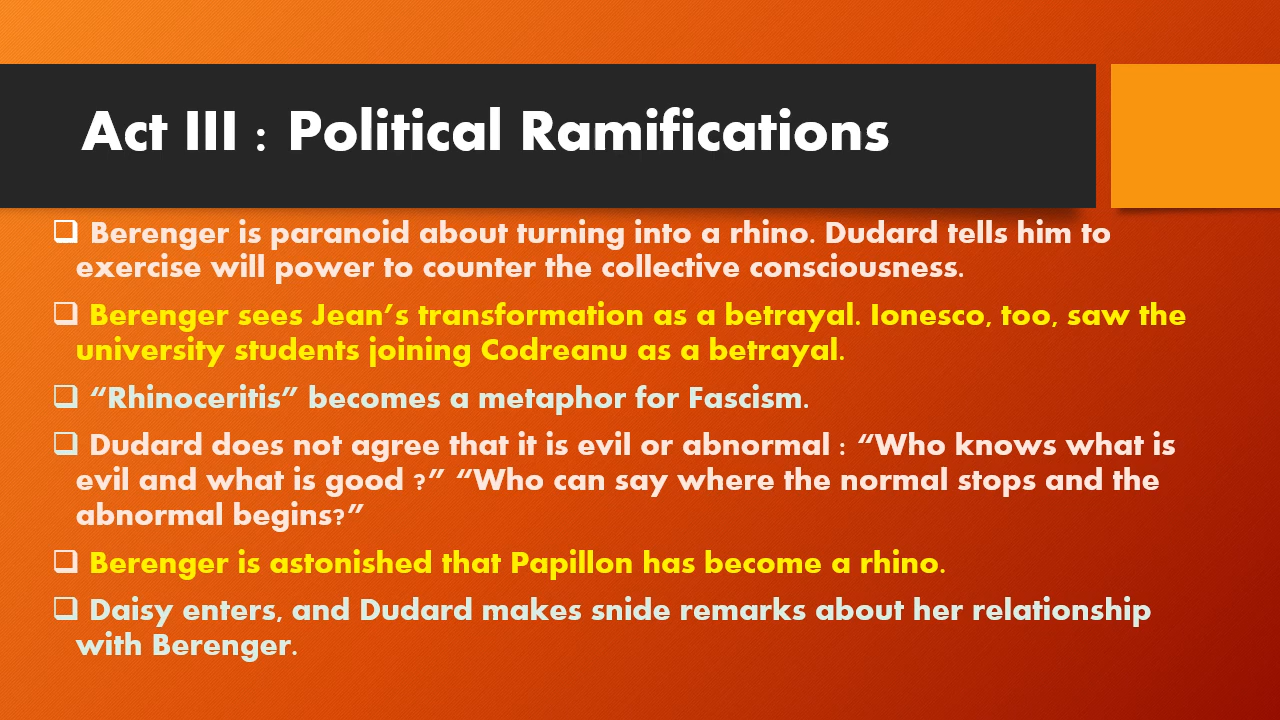 Act III : Political Ramifications
❑ Berenger is paranoid about turning into a rhino. Dudard tells him to
exercise will power to counter the collective consciousness.
❑ Berenger sees Jean’s transformation as a betrayal. Ionesco, too, saw the
university students joining Codreanu as a betrayal.
❑ “Rhinoceritis” becomes a metaphor for Fascism.
❑ Dudard does not agree that it is evil or abnormal : “Who knows what is
evil and what is good ?” “Who can say where the normal stops and the
abnormal begins?”
❑ Berenger is astonished that Papillon has become a rhino.
❑ Daisy enters, and Dudard makes snide remarks about her relationship
with Berenger.